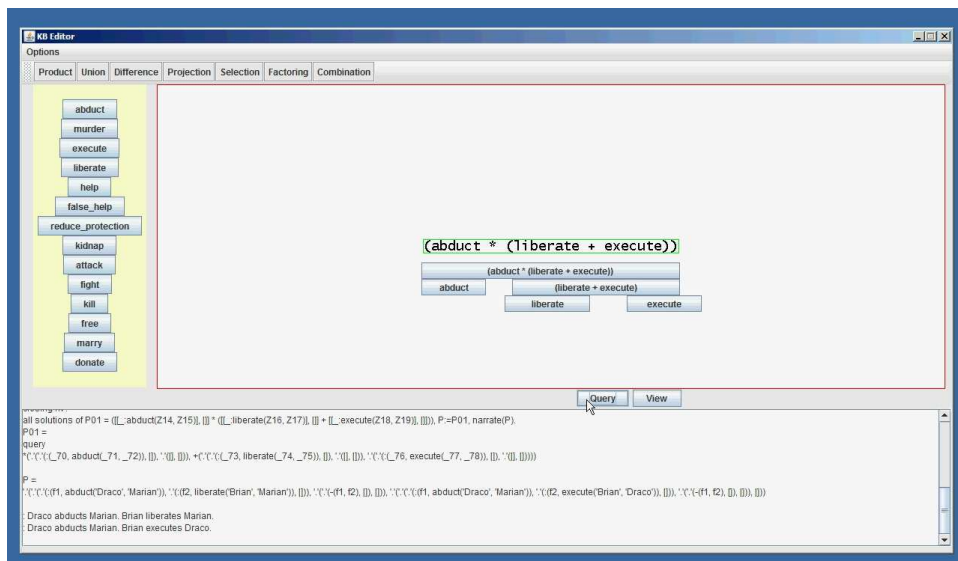 KB Editor
Options
Product Union Difference Projection Selection Factoring Combination
abduct
murder
execute
liberate
help
false_help
reduce_protection
kidnap
attack
fight
kill
free
marry
donate
(abduct * (liberate + execute))
(abduct * (liberate + execute))
abduct (liberate + execute)
liberate execute
Query View
all solutions of P01 = ([[_:abduct(Z14, Z15)], []] * ([[_:liberate(Z16, Z17)], []] + [[_:execute(Z18, Z19)], []])), P:=P01, narrate(P).
P01 =
query
*('.'('.'(:(_70, abduct(_71, _72)), []), '.'([], [])), +('.'('.'(:(_73, liberate(_74, _75)), []), '.'([], [])), '.'('.'(:(_76, execute(_77, _78)), []), '.'([], []))))
P =
'.'('.'('.'(:(f1, abduct('Draco', 'Marian')), '.'(:(f2, liberate('Brian', 'Marian')), [])), '.'('.'(-(f1, f2), []), [])), '.'('.'('.'(:(f1, abduct('Draco', 'Marian')), '.'(:(f2, execute('Brian', 'Draco')), [])), '.'('.'(-(f1, f2), []), [])), []))
: Draco abducts Marian. Brian liberates Marian.
: Draco abducts Marian. Brian executes Draco.